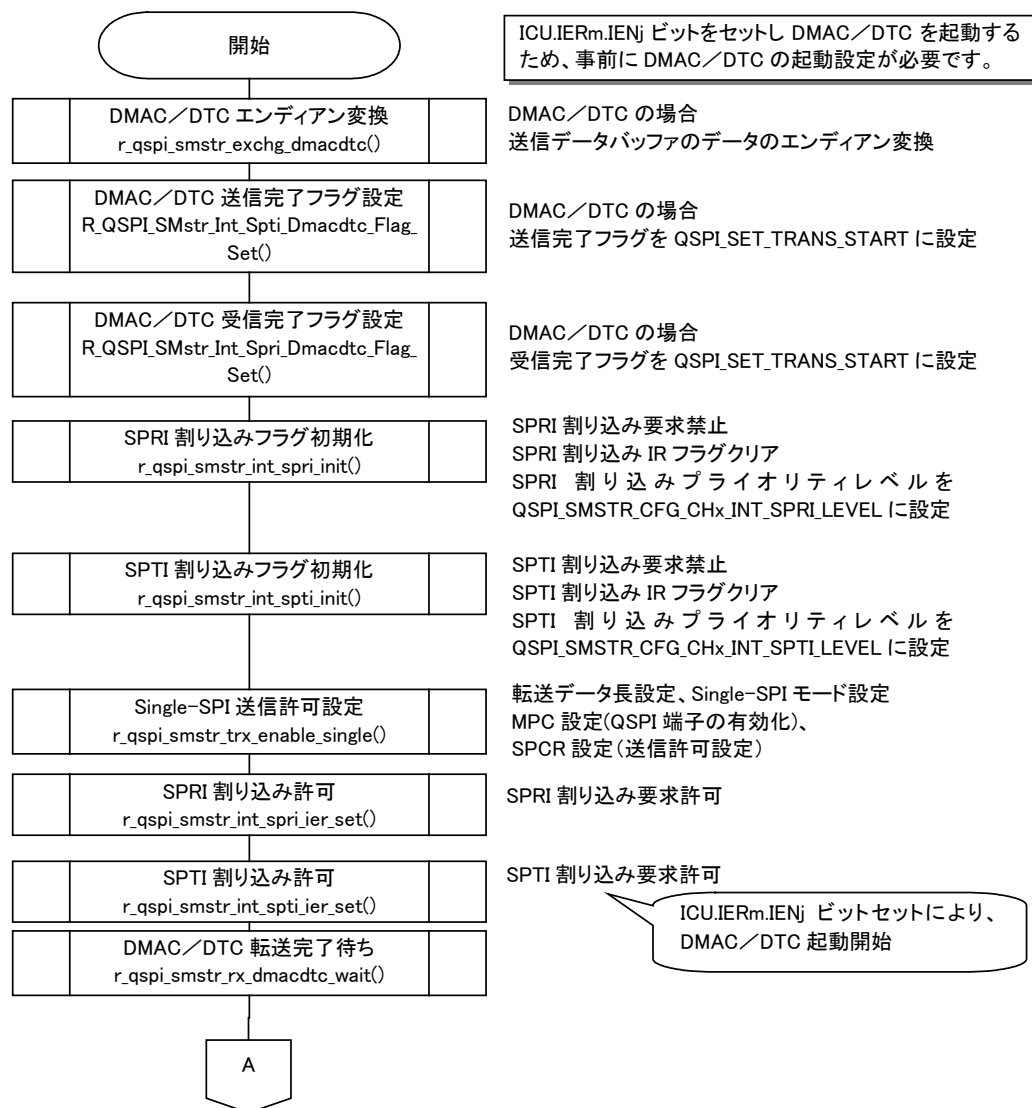 開始
ICU.IERm.IENj ビットをセットし DMAC／DTC を起動する
ため、事前に DMAC／DTC の起動設定が必要です。
DMAC／DTC エンディアン変換
r_qspi_smstr_exchg_dmacdtc()
DMAC／DTC の場合
送信データバッファのデータのエンディアン変換
DMAC／DTC 送信完了フラグ設定
R_QSPI_SMstr_Int_Spti_Dmacdtc_Flag_
Set()
DMAC／DTC の場合
送信完了フラグを QSPI_SET_TRANS_START に設定
DMAC／DTC 受信完了フラグ設定
R_QSPI_SMstr_Int_Spri_Dmacdtc_Flag_
Set()
DMAC／DTC の場合
受信完了フラグを QSPI_SET_TRANS_START に設定
SPRI 割り込みフラグ初期化
r_qspi_smstr_int_spri_init()
SPRI 割り込み要求禁止
SPRI 割り込み IR フラグクリア
SPRI 割り込みプライオリティレベルを
QSPI_SMSTR_CFG_CHx_INT_SPRI_LEVEL に設定
SPTI 割り込みフラグ初期化
r_qspi_smstr_int_spti_init()
SPTI 割り込み要求禁止
SPTI 割り込み IR フラグクリア
SPTI 割り込みプライオリティレベルを
QSPI_SMSTR_CFG_CHx_INT_SPTI_LEVEL に設定
Single-SPI 送信許可設定
r_qspi_smstr_trx_enable_single()
転送データ長設定、Single-SPI モード設定
MPC 設定(QSPI 端子の有効化)、
SPCR 設定（送信許可設定）
SPRI 割り込み許可
r_qspi_smstr_int_spri_ier_set()
SPRI 割り込み要求許可
SPTI 割り込み許可
r_qspi_smstr_int_spti_ier_set()
SPTI 割り込み要求許可
ICU.IERm.IENj ビットセットにより、
DMAC／DTC 起動開始
DMAC／DTC 転送完了待ち
r_qspi_smstr_rx_dmacdtc_wait()
A